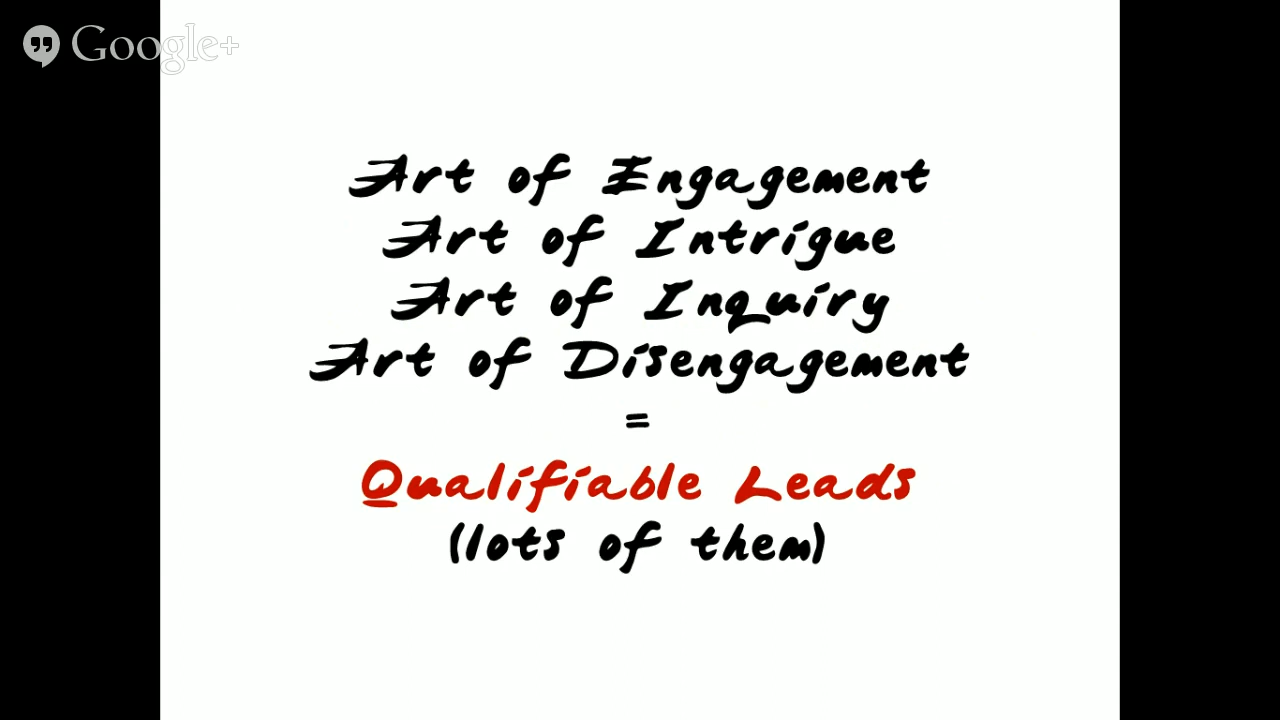 Google+
Art of Engagement
Art of Intrigue
Art of Inquiry
Art of Disengagement
=
Qualifiable Leads
(lots of them)